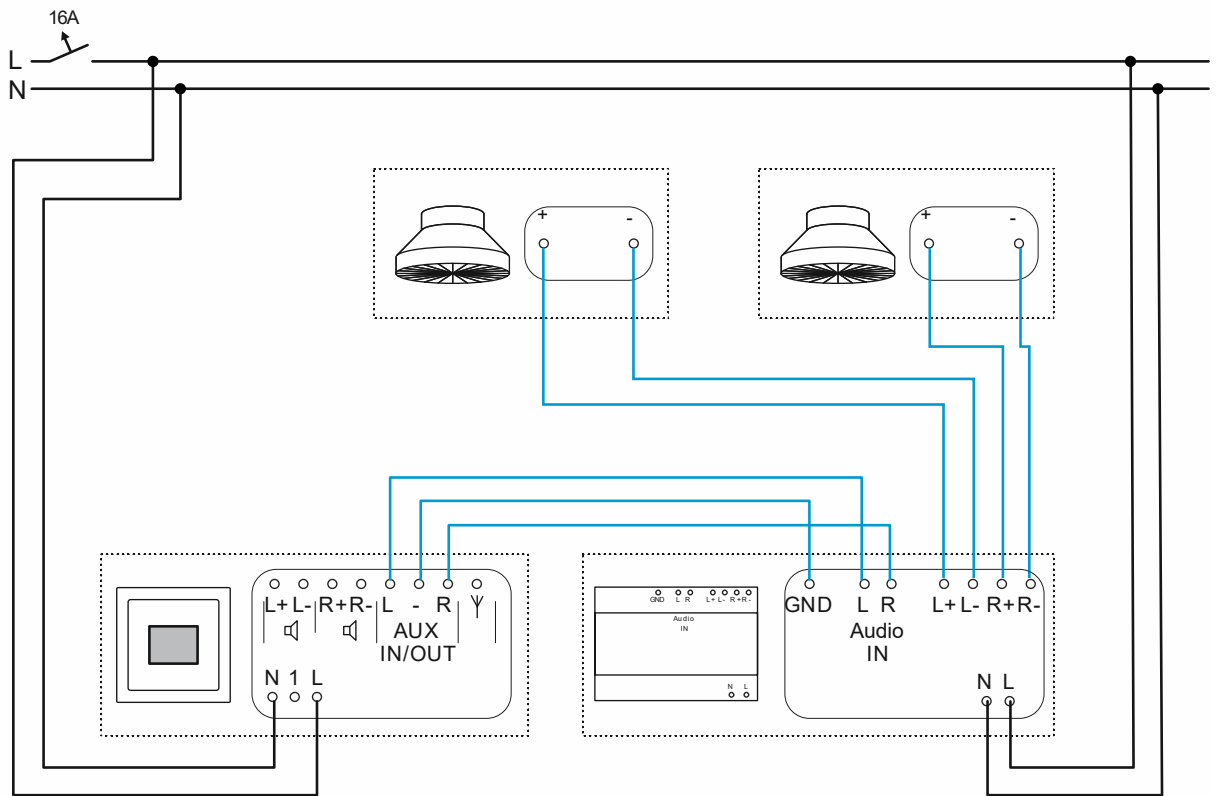 16A
L
N
+ -
+ -
L+ L- R+ R- L - R
AUX
IN/OUT
N 1 L
GND L R L+ L- R+ R-
Audio
IN
N L
GND L R L+ L- R+ R-
Audio
IN
N L